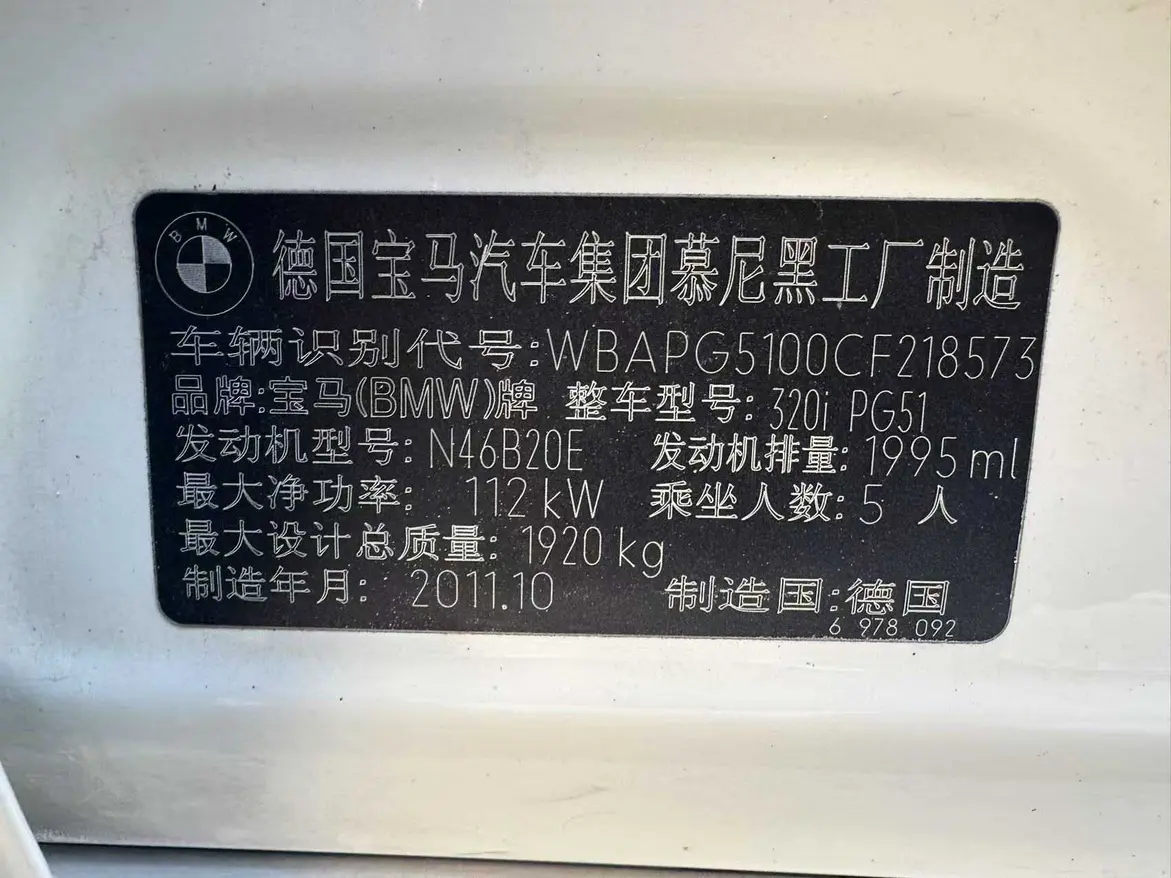 BMW
德国宝马汽车集团慕尼黑工厂制造
车辆识别代号:WBAPG5100CF218573
品牌:宝马(BMW)牌 整车型号:320i PG51
发动机型号:N46B20E 发动机排量:1995ml
最大净功率: 112 kW 乘坐人数:5 人
最大设计总质量: 1920 kg
制造年月: 2011.10 制造国:德国
6 978 092